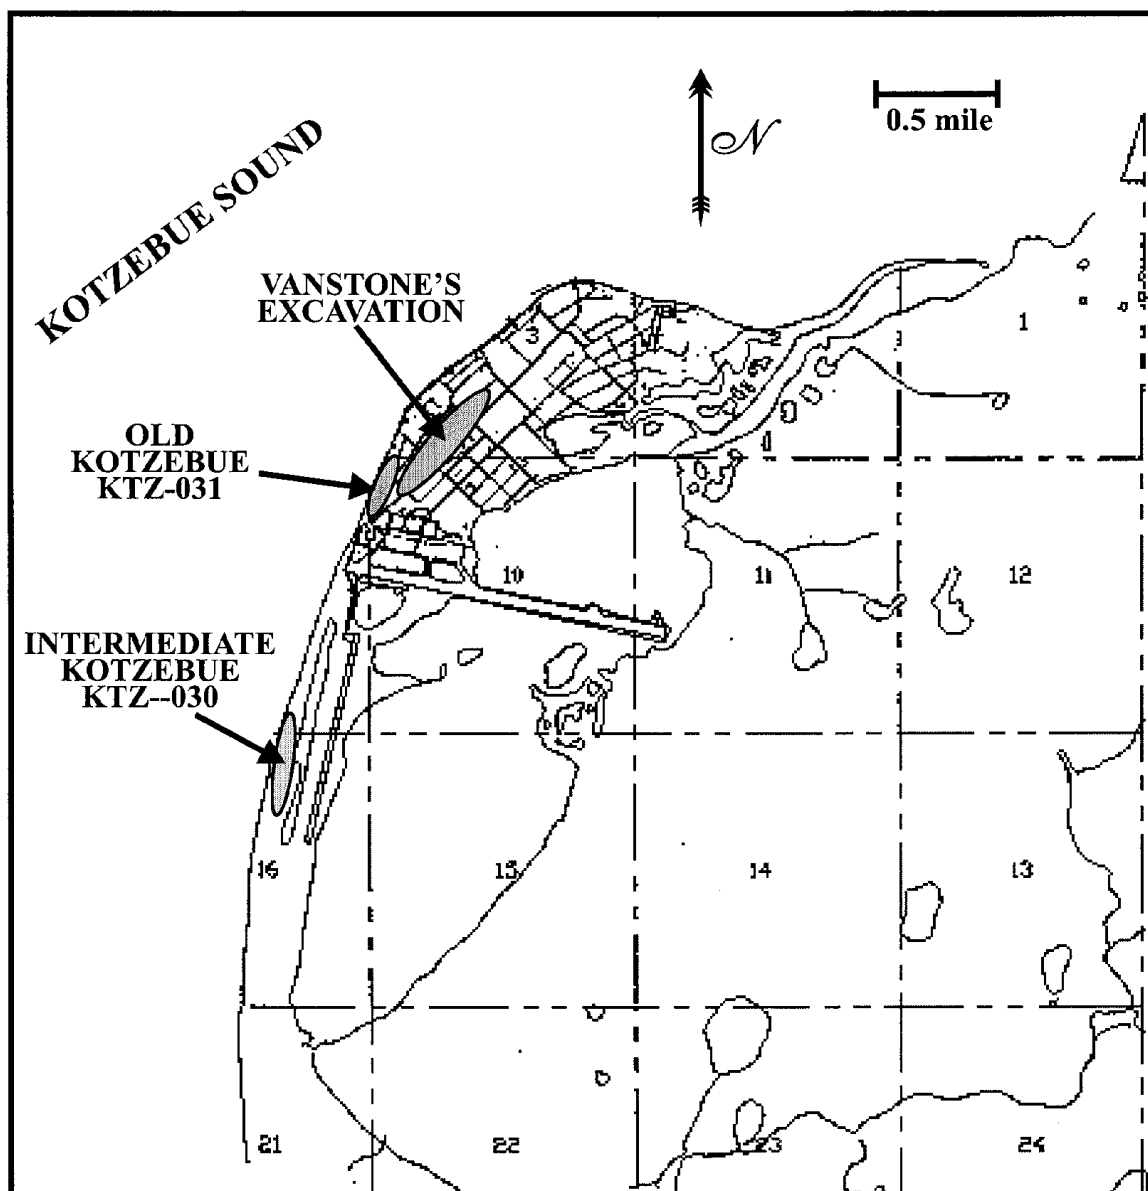 0.5 mile
N
KOTZEBUE SOUND
VANSTONE'S
EXCAVATION
3
2
1
OLD
KOTZEBUE
KTZ-031
10
11
12
INTERMEDIATE
KOTZEBUE
KTZ--030
16
15
14
13
21
22
23
24